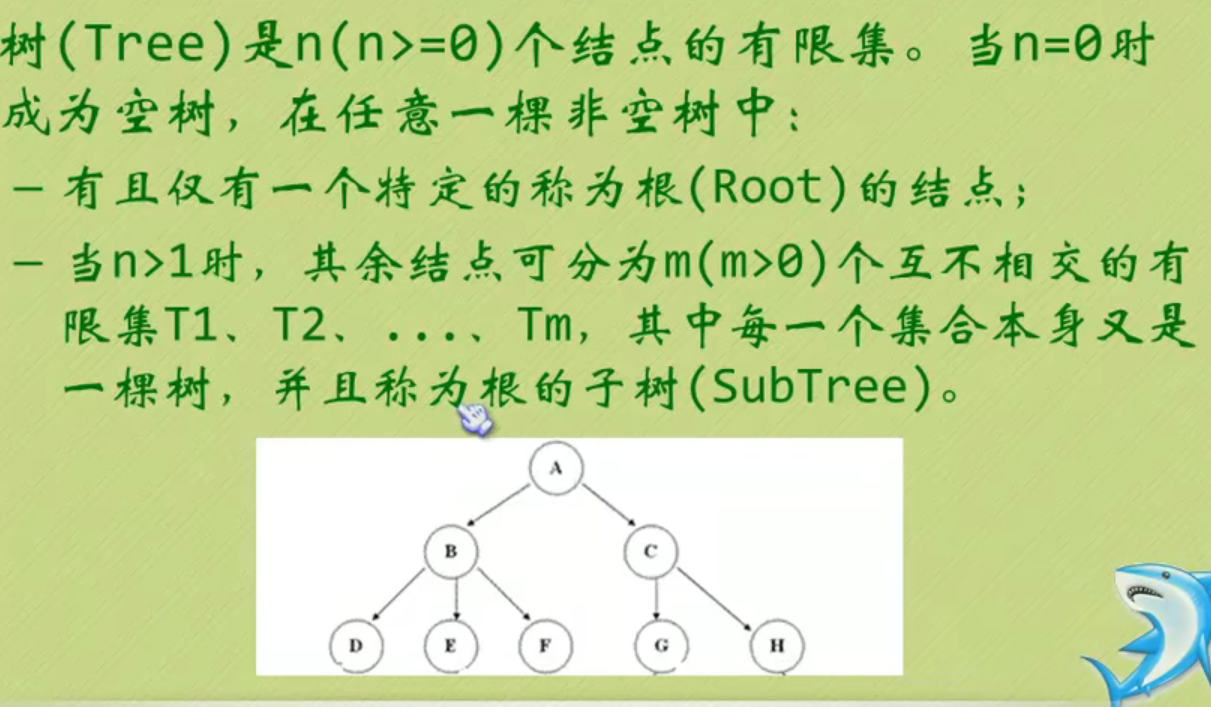 树(Tree)是n(n>=0)个结点的有限集。 当n=0时
成为空树，在任意一棵非空树中：
– 有且仅有一个特定的称为根(Root)的结点；
– 当n>1时，其余结点可分为m(m>0)个互不相交的有
限集T1、T2、...、Tm，其中每一个集合本身又是
一棵树，并且称为根的子树(SubTree)。
A
B C
D E F G H